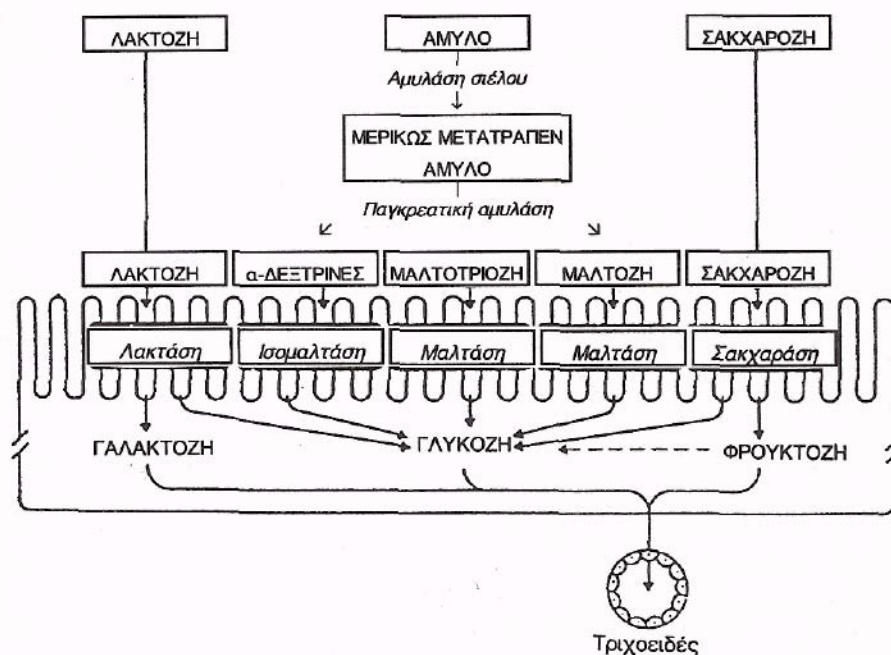 ΛΑΚΤΟΖΗ
ΑΜΥΛΟ
ΣΑΚΧΑΡΟΖΗ
Αμυλάση σιέλου
ΜΕΡΙΚΩΣ ΜΕΤΑΤΡΑΠΕΝ
ΑΜΥΛΟ
Παγκρεατική αμυλάση
ΛΑΚΤΟΖΗ
α-ΔΕΞΤΡΙΝΕΣ
ΜΑΛΤΟΤΡΙΟΖΗ
ΜΑΛΤΟΖΗ
ΣΑΚΧΑΡΟΖΗ
Λακτάση
Ισομαλτάση
Μαλτάση
Μαλτάση
Σακχαράση
ΓΑΛΑΚΤΟΖΗ
ΓΛΥΚΟΖΗ
ΦΡΟΥΚΤΟΖΗ
Τριχοειδές